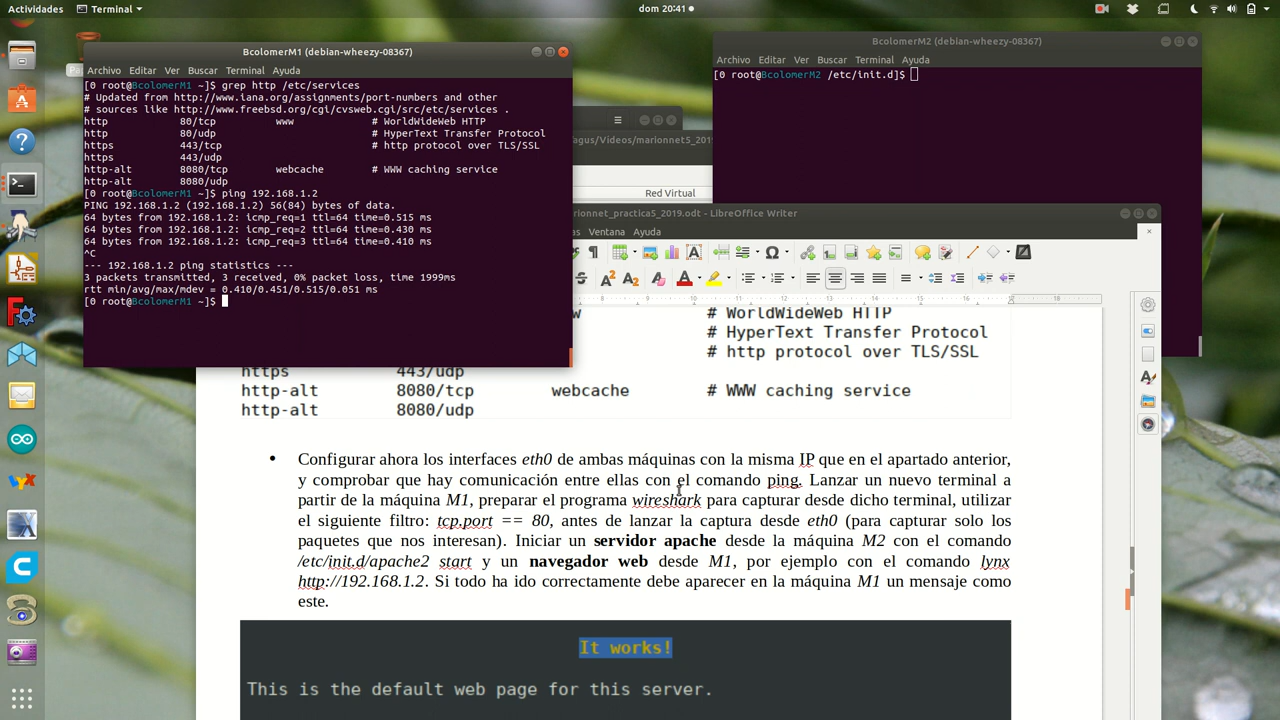 Actividades
Terminal
dom 20:41
BcolomerM1 (debian-wheezy-08367)
Archivo Editar Ver Buscar Terminal Ayuda
[0 root@BcolomerM1 ~]$ grep http /etc/services
# Updated from http://www.iana.org/assignments/port-numbers and other
# sources like http://www.freebsd.org/cgi/cvsweb.cgi/src/etc/services .
http 80/tcp www # WorldWideWeb HTTP
http 80/udp # HyperText Transfer Protocol
https 443/tcp # http protocol over TLS/SSL
https 443/udp
http-alt 8080/tcp webcache # WWW caching service
http-alt 8080/udp
[0 root@BcolomerM1 ~]$ ping 192.168.1.2
PING 192.168.1.2 (192.168.1.2) 56(84) bytes of data.
64 bytes from 192.168.1.2: icmp_req=1 ttl=64 time=0.515 ms
64 bytes from 192.168.1.2: icmp_req=2 ttl=64 time=0.430 ms
64 bytes from 192.168.1.2: icmp_req=3 ttl=64 time=0.410 ms
^C
--- 192.168.1.2 ping statistics ---
3 packets transmitted, 3 received, 0% packet loss, time 1999ms
rtt min/avg/max/mdev = 0.410/0.451/0.515/0.051 ms
[0 root@BcolomerM1 ~]$
BcolomerM2 (debian-wheezy-08367)
Archivo Editar Ver Buscar Terminal Ayuda
[0 root@BcolomerM2 /etc/init.d]$
agus/Videos/marionnet5_2019.
Red Virtual
rionnet_practica5_2019.odt - LibreOffice Writer
as Ventana Ayuda
8 9 10 11 12 13 14 15 16 17 18
w # WorldWideWeb HTTP
# HyperText Transfer Protocol
# http protocol over TLS/SSL
https 443/udp
http-alt 8080/tcp webcache # WWW caching service
http-alt 8080/udp
• Configurar ahora los interfaces eth0 de ambas máquinas con la misma IP que en el apartado anterior,
y comprobar que hay comunicación entre ellas con el comando ping. Lanzar un nuevo terminal a
partir de la máquina M1, preparar el programa wireshark para capturar desde dicho terminal, utilizar
el siguiente filtro: tcp.port == 80, antes de lanzar la captura desde eth0 (para capturar solo los
paquetes que nos interesan). Iniciar un servidor apache desde la máquina M2 con el comando
/etc/init.d/apache2 start y un navegador web desde M1, por ejemplo con el comando lynx
http://192.168.1.2. Si todo ha ido correctamente debe aparecer en la máquina M1 un mensaje como
este.
It works!
This is the default web page for this server.